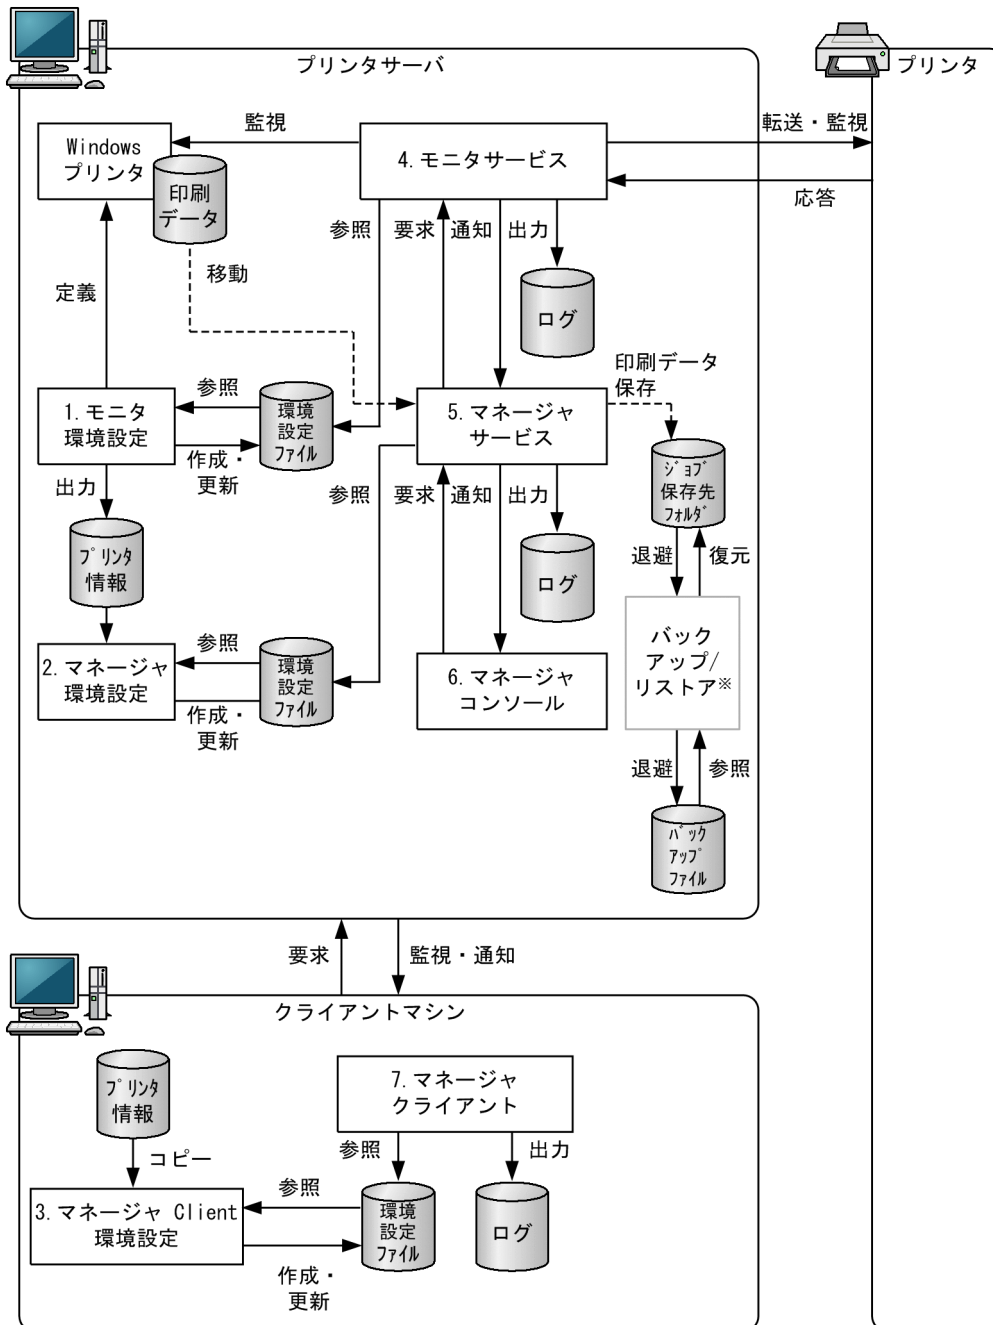 プリンタサーバ
プリンタ
Windows
プリンタ
印刷
データ
監視
4.モニタサービス
転送・監視
応答
参照
要求
通知
出力
移動
定義
ログ
印刷データ
保存
1.モニタ
環境設定
参照
作成・
更新
環境
設定
ファイル
5.マネージャ
サービス
ジョブ
保存先
フォルダ
出力
参照
要求
通知
出力
プリンタ
情報
ログ
退避
復元
2.マネージャ
環境設定
参照
作成・
更新
環境
設定
ファイル
6.マネージャ
コンソール
バック
アップ/
リストア※
退避
参照
バック
アップ
ファイル
要求
監視・通知
クライアントマシン
プリンタ
情報
コピー
7.マネージャ
クライアント
参照
出力
3.マネージャ Client
環境設定
参照
作成・
更新
環境
設定
ファイル
ログ